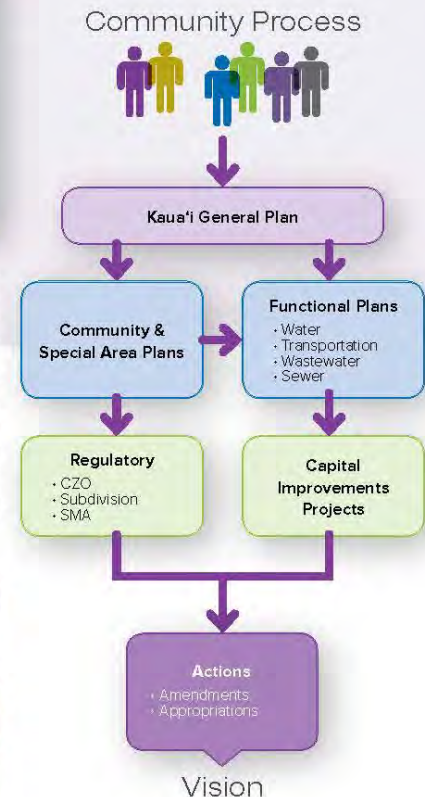 Community Process
Kaua‘i General Plan
Community &
Special Area Plans
Functional Plans
· Water
· Transportation
· Wastewater
· Sewer
Regulatory
· CZO
· Subdivision
· SMA
Capital
Improvements
Projects
Actions
· Amendments
· Appropriations
Vision